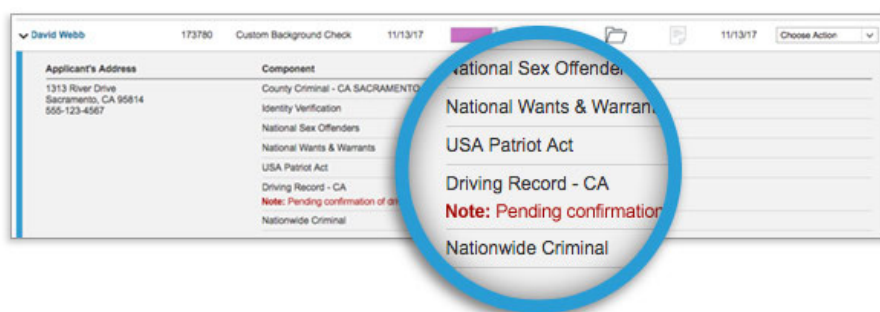 David Webb 173780 Custom Background Check 11/13/17 11/13/17 Choose Action
Applicant's Address Component
1313 River Drive
Sacramento, CA 95814
555-123-4567
County Criminal - CA SACRAMENTO
Identity Verification
National Sex Offenders
National Wants & Warrants
USA Patriot Act
Driving Record - CA
Note: Pending confirmation of
Nationwide Criminal
National Sex Offender
National Wants & Warran
USA Patriot Act
Driving Record - CA
Note: Pending confirmation
Nationwide Criminal